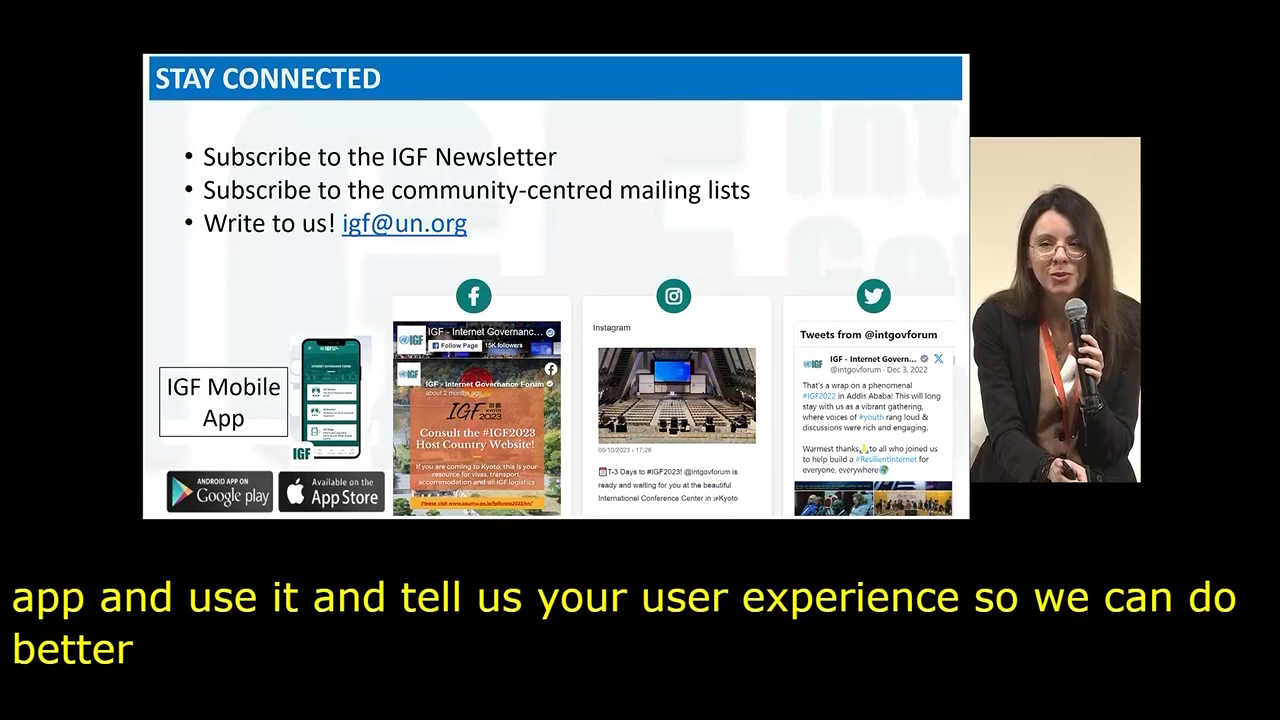 STAY CONNECTED
• Subscribe to the IGF Newsletter
• Subscribe to the community-centred mailing lists
• Write to us! igf@un.org
IGF Mobile
App
IGF
ANDROID APP ON
Google play
Available on the
App Store
IGF
IGF - Internet Governanc...
Follow Page
15K followers
IGF
IGF - Internet Governance Forum
about 2 months ago
IGF KYOTO
2023
Consult the #IGF2023
Host Country Website!
If you are coming to Kyoto, this is your
resource for visas, transport,
accommodation and all IGF logistics
Instagram
05/10/2023 - 17:26
T-3 Days to #IGF2023! @intgovforum is
ready and waiting for you at the beautiful
International Conference Center in #Kyoto
Tweets from @intgovforum
IGF
IGF - Internet Govern...
@intgovforum · Dec 3, 2022
That's a wrap on a phenomenal
#IGF2022 in Addis Ababa! This will long
stay with us as a vibrant gathering,
where voices of #youth rang loud &
discussions were rich and engaging.
Warmest thanks🙏to all who joined us
to help build a #ResilientInternet for
everyone, everywhere🌍
app and use it and tell us your user experience so we can do
better